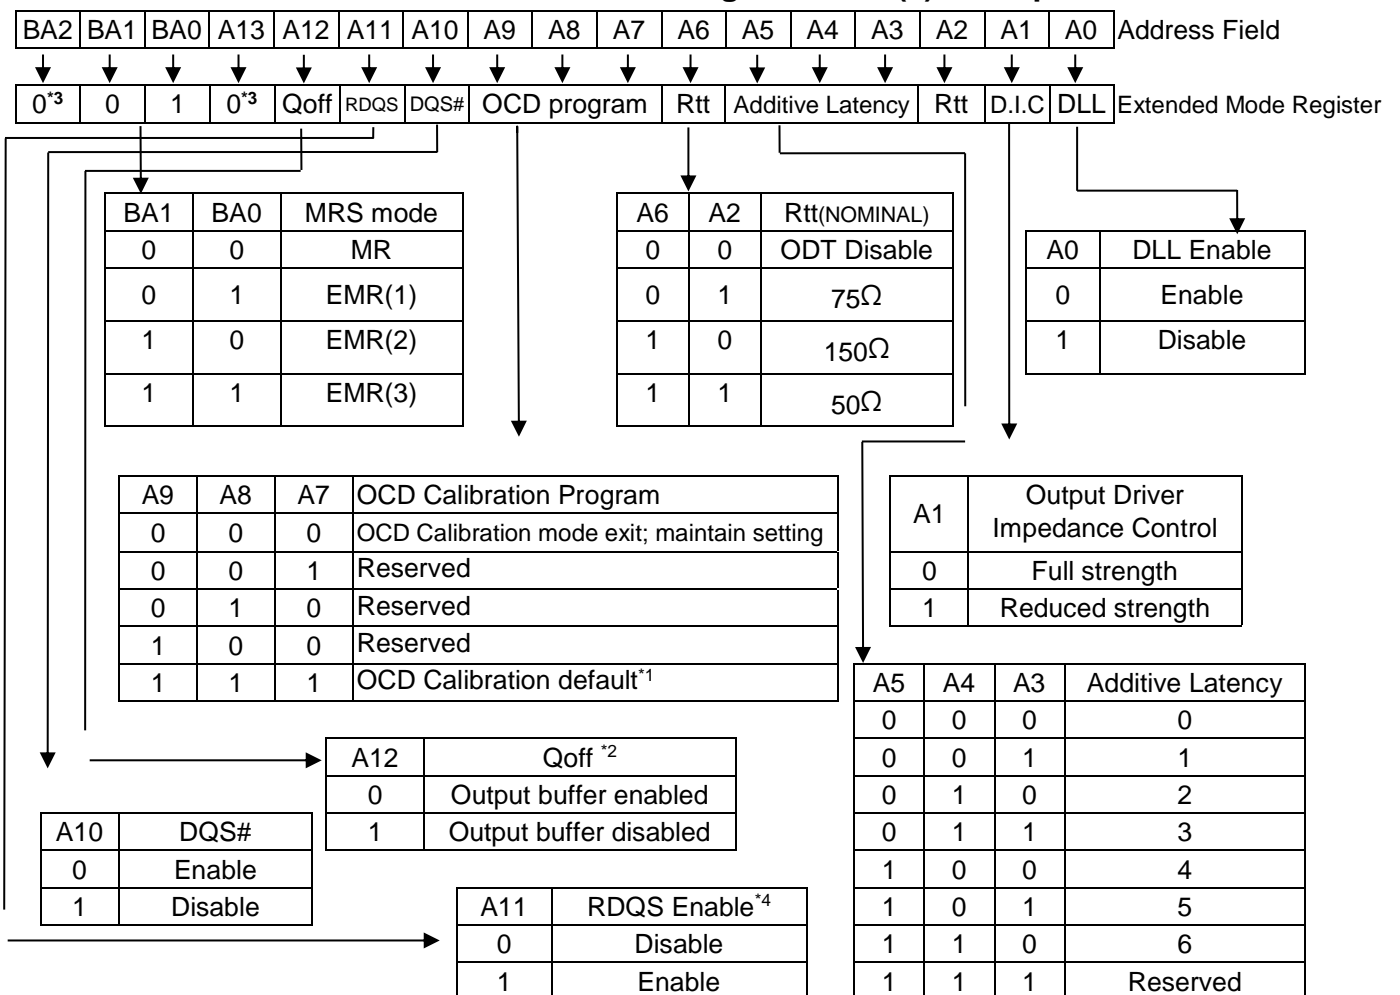 BA2 BA1 BA0 A13 A12 A11 A10 A9 A8 A7 A6 A5 A4 A3 A2 A1 A0 Address Field
0*3 0 1 0*3 Qoff RDQS DQS# OCD program Rtt Additive Latency Rtt D.I.C DLL Extended Mode Register
BA1 BA0 MRS mode
0 0 MR
0 1 EMR(1)
1 0 EMR(2)
1 1 EMR(3)
A6 A2 Rtt(NOMINAL)
0 0 ODT Disable
0 1 75Ω
1 0 150Ω
1 1 50Ω
A0 DLL Enable
0 Enable
1 Disable
A9 A8 A7 OCD Calibration Program
0 0 0 OCD Calibration mode exit; maintain setting
0 0 1 Reserved
0 1 0 Reserved
1 0 0 Reserved
1 1 1 OCD Calibration default*1
A1 Output Driver
Impedance Control
0 Full strength
1 Reduced strength
A5 A4 A3 Additive Latency
0 0 0 0
0 0 1 1
0 1 0 2
0 1 1 3
1 0 0 4
1 0 1 5
1 1 0 6
1 1 1 Reserved
A12 Qoff *2
0 Output buffer enabled
1 Output buffer disabled
A10 DQS#
0 Enable
1 Disable
A11 RDQS Enable*4
0 Disable
1 Enable